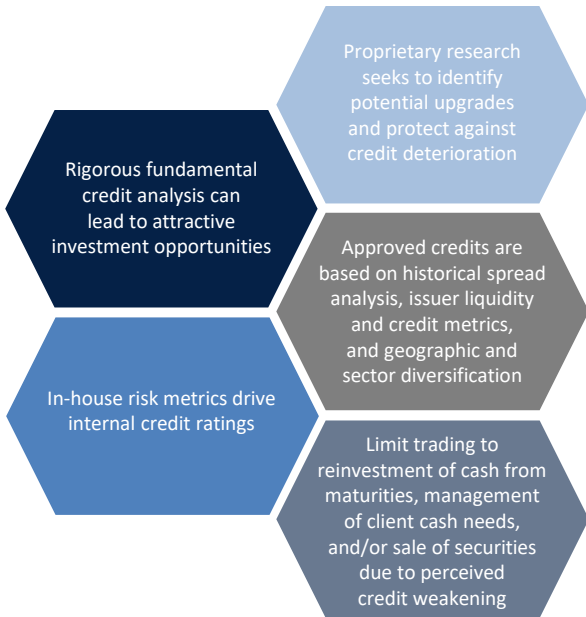 Proprietary research
seeks to identify
potential upgrades
and protect against
credit deterioration
Rigorous fundamental
credit analysis can
lead to attractive
investment opportunities
Approved credits are
based on historical spread
analysis, issuer liquidity
and credit metrics,
and geographic and
sector diversification
In-house risk metrics drive
internal credit ratings
Limit trading to
reinvestment of cash from
maturities, management
of client cash needs,
and/or sale of securities
due to perceived
credit weakening